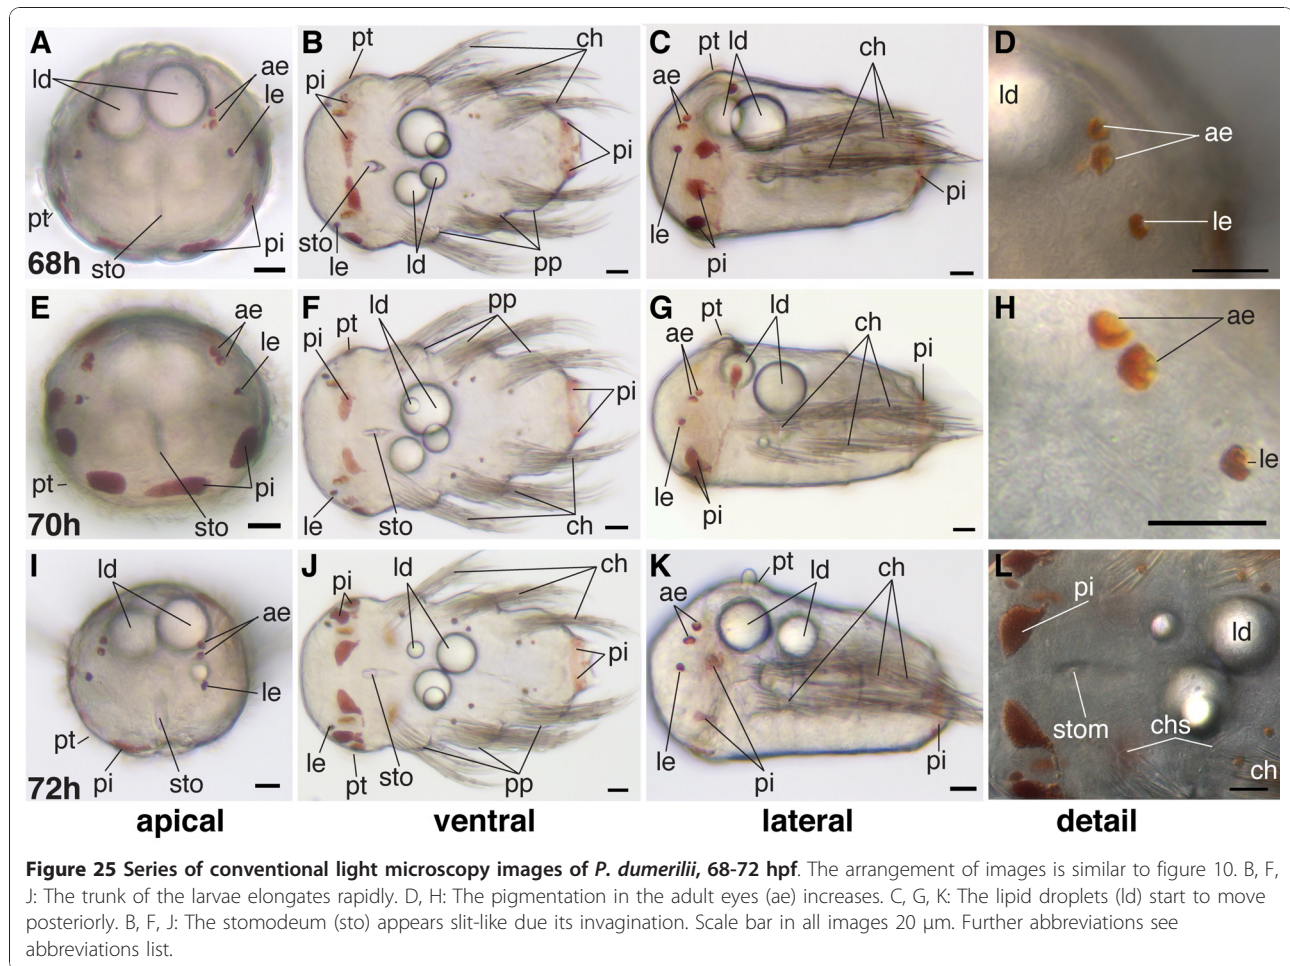 A
ld
ae
le
pt
pi
sto
68h
B
pt
pi
ch
pi
sto
le
ld
pp
C
pt
ld
ch
ae
le
pi
pi
D
ld
ae
le
E
ae
le
pt
pi
sto
70h
F
ld
pp
pt
pi
pi
le
sto
ch
G
pt
ld
ch
pi
ae
le
pi
H
ae
le
I
ld
ae
le
pt
pi
sto
72h
J
pi
ld
ch
pi
le
pt
sto
pp
K
pt
ld
ch
ae
le
pi
pi
L
pi
ld
stom
chs
ch
apical
ventral
lateral
detail
Figure 25 Series of conventional light microscopy images of P. dumerilii, 68-72 hpf. The arrangement of images is similar to figure 10. B, F,
J: The trunk of the larvae elongates rapidly. D, H: The pigmentation in the adult eyes (ae) increases. C, G, K: The lipid droplets (ld) start to move
posteriorly. B, F, J: The stomodeum (sto) appears slit-like due its invagination. Scale bar in all images 20 μm. Further abbreviations see
abbreviations list.